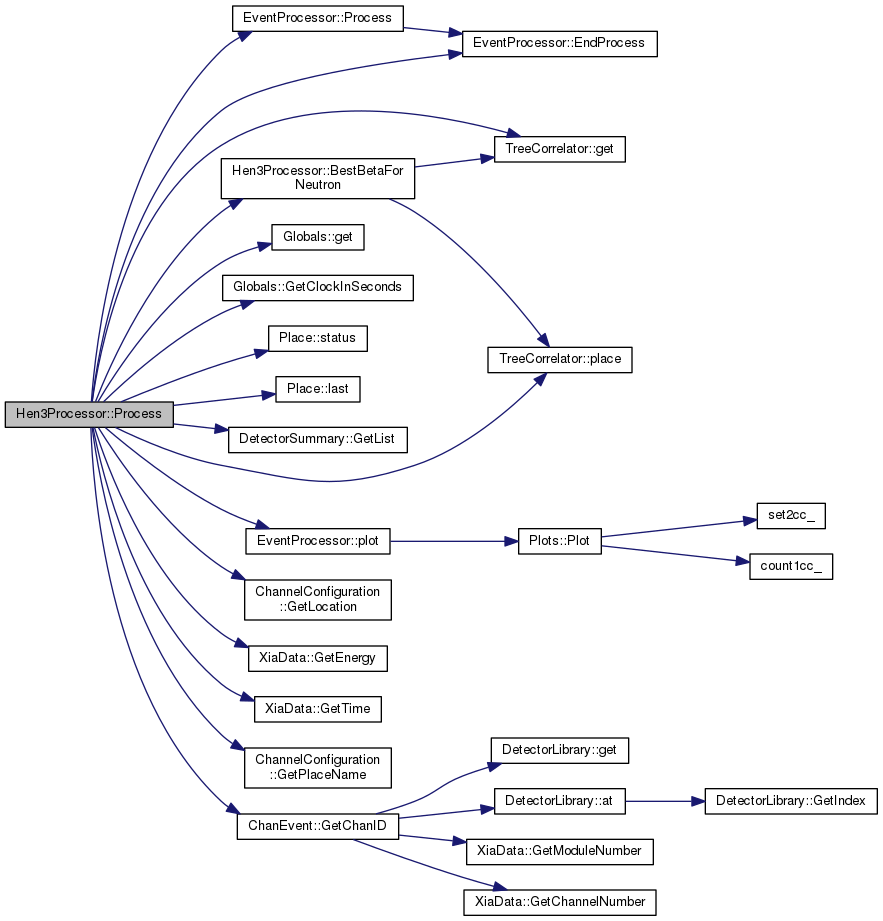 EventProcessor::Process
EventProcessor::EndProcess
TreeCorrelator::get
Hen3Processor::BestBetaFor
Neutron
Globals::get
Globals::GetClockInSeconds
Place::status
TreeCorrelator::place
Place::last
Hen3Processor::Process
DetectorSummary::GetList
set2cc_
EventProcessor::plot
Plots::Plot
count1cc_
ChannelConfiguration
::GetLocation
XiaData::GetEnergy
XiaData::GetTime
DetectorLibrary::get
ChannelConfiguration
::GetPlaceName
DetectorLibrary::at
DetectorLibrary::GetIndex
ChanEvent::GetChanID
XiaData::GetModuleNumber
XiaData::GetChannelNumber